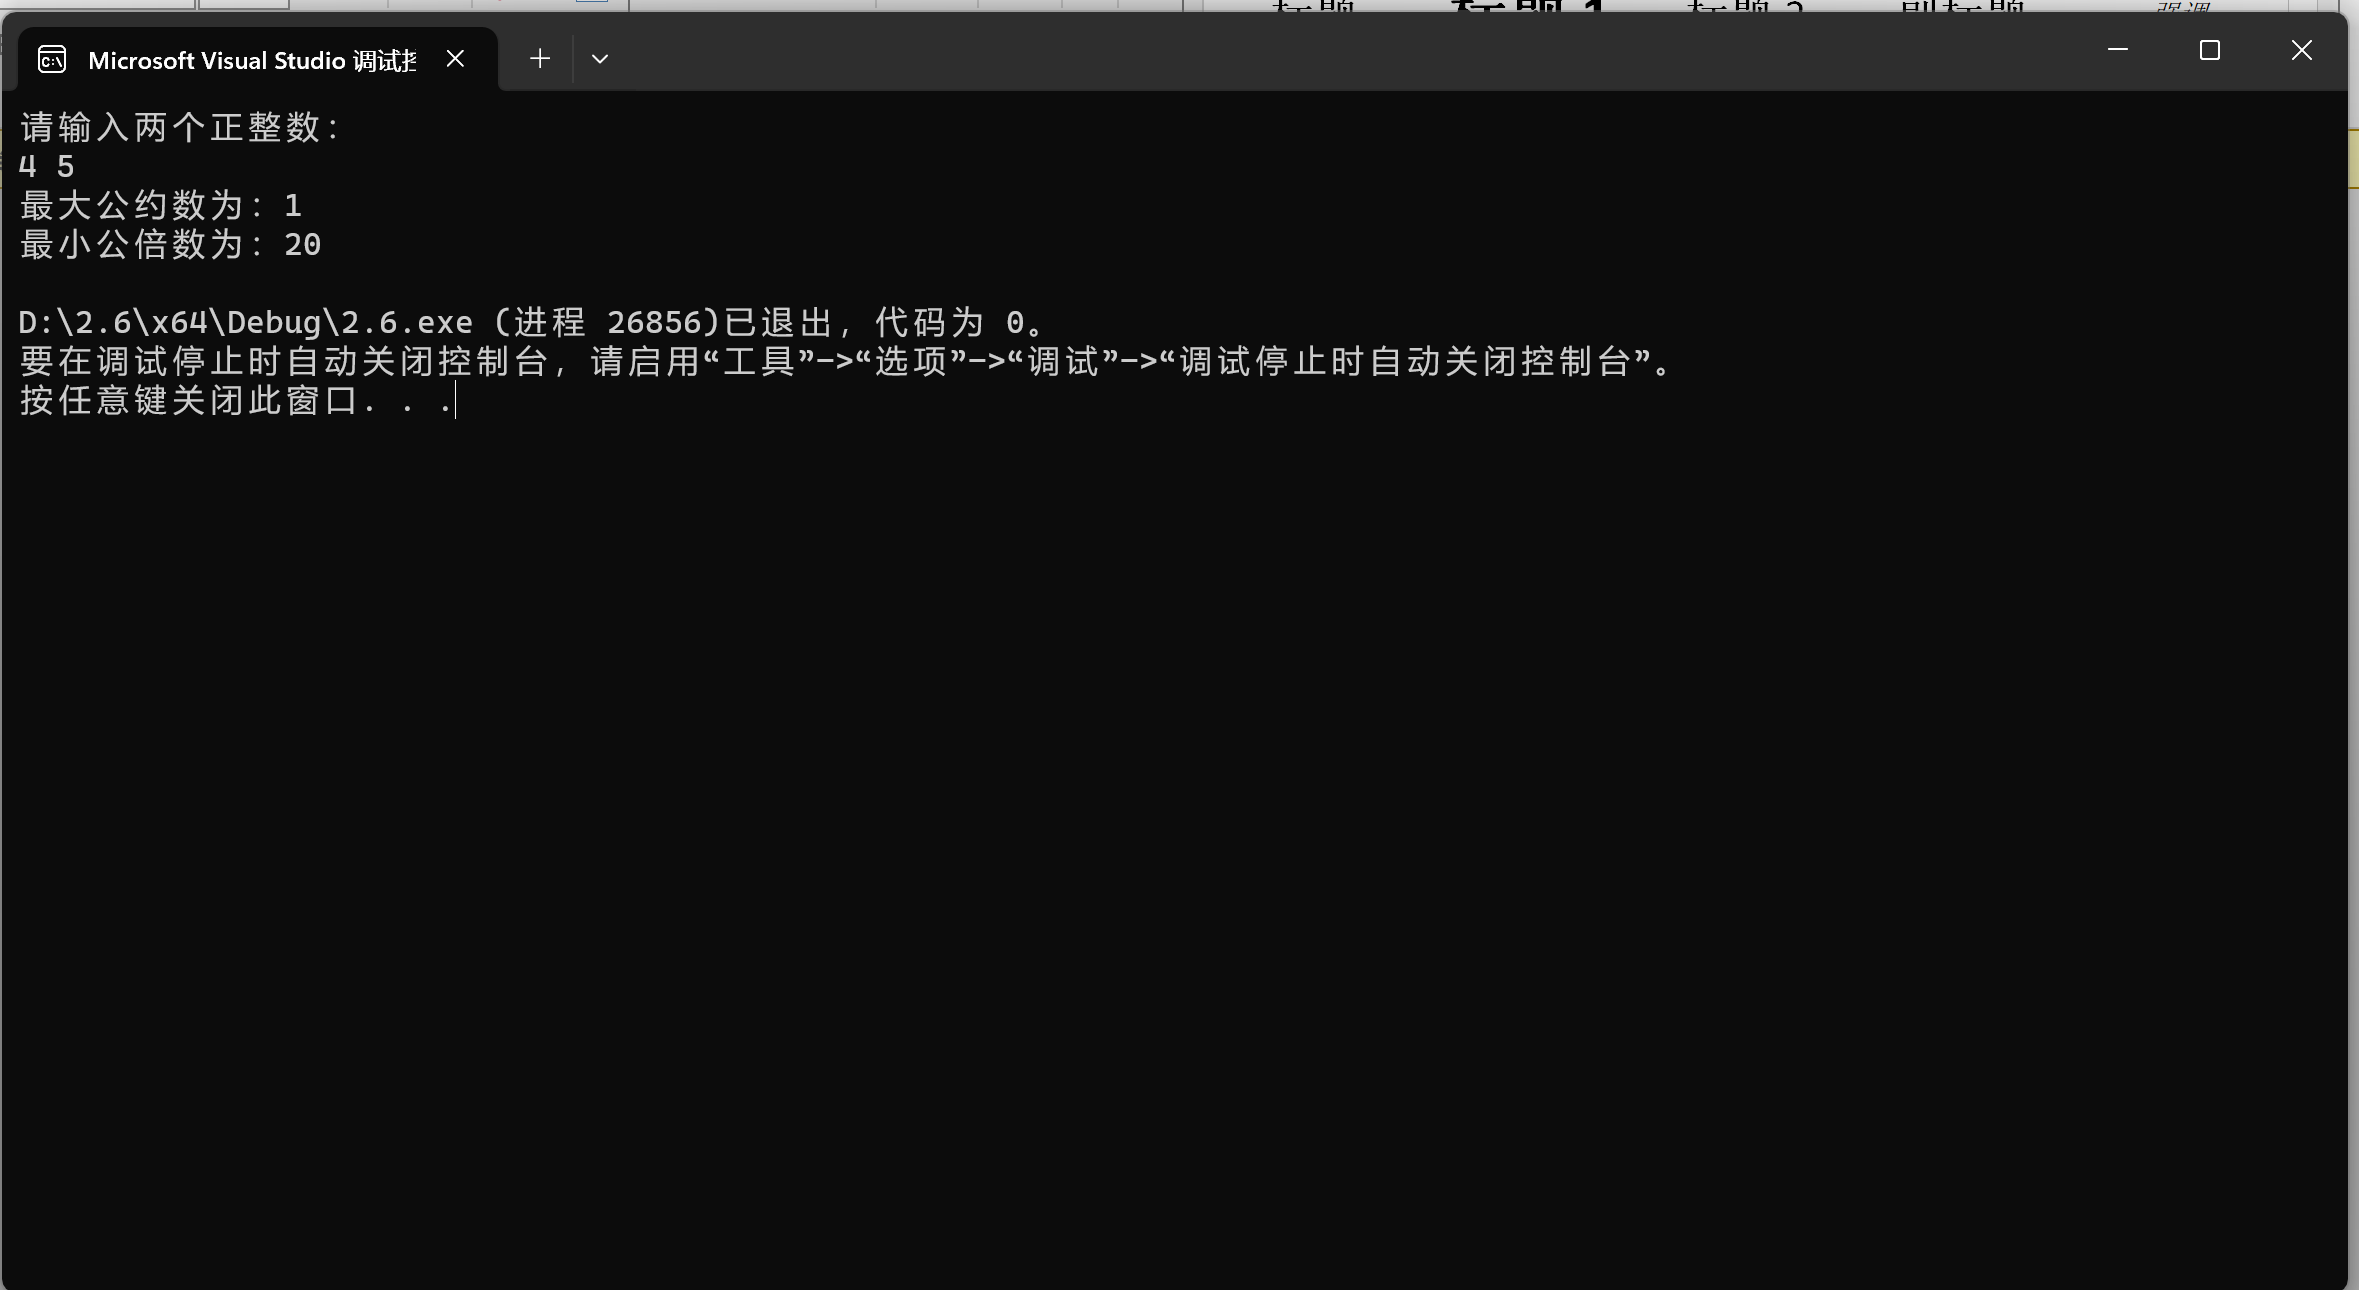 Microsoft Visual Studio 调试
请输入两个正整数：
4 5
最大公约数为：1
最小公倍数为：20
D:\2.6\x64\Debug\2.6.exe (进程 26856)已退出，代码为 0。
要在调试停止时自动关闭控制台，请启用“工具”->“选项”->“调试”->“调试停止时自动关闭控制台”。
按任意键关闭此窗口. . .